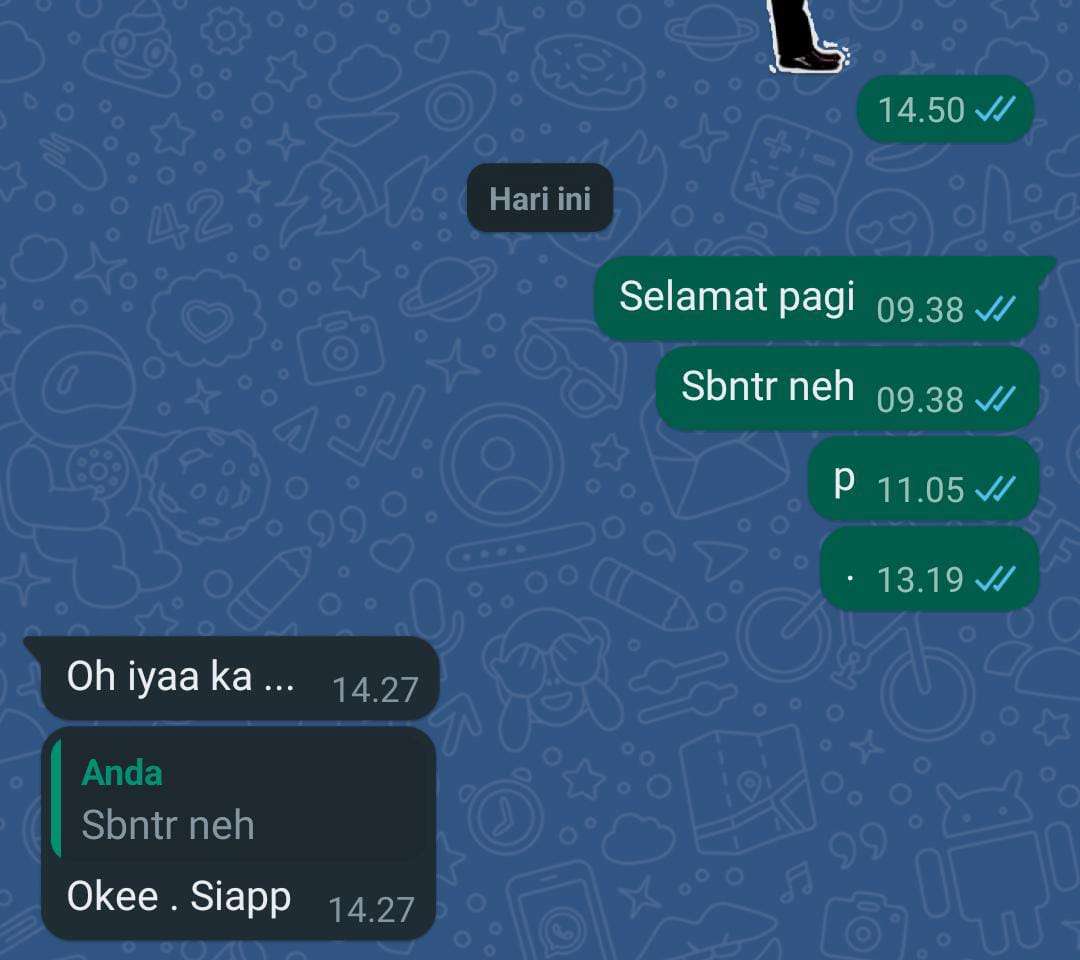 14.50
Hari ini
Selamat pagi 09.38
Sbntr neh 09.38
p 11.05
. 13.19
Oh iyaa ka ... 14.27
Anda
Sbntr neh
Okee . Siapp 14.27